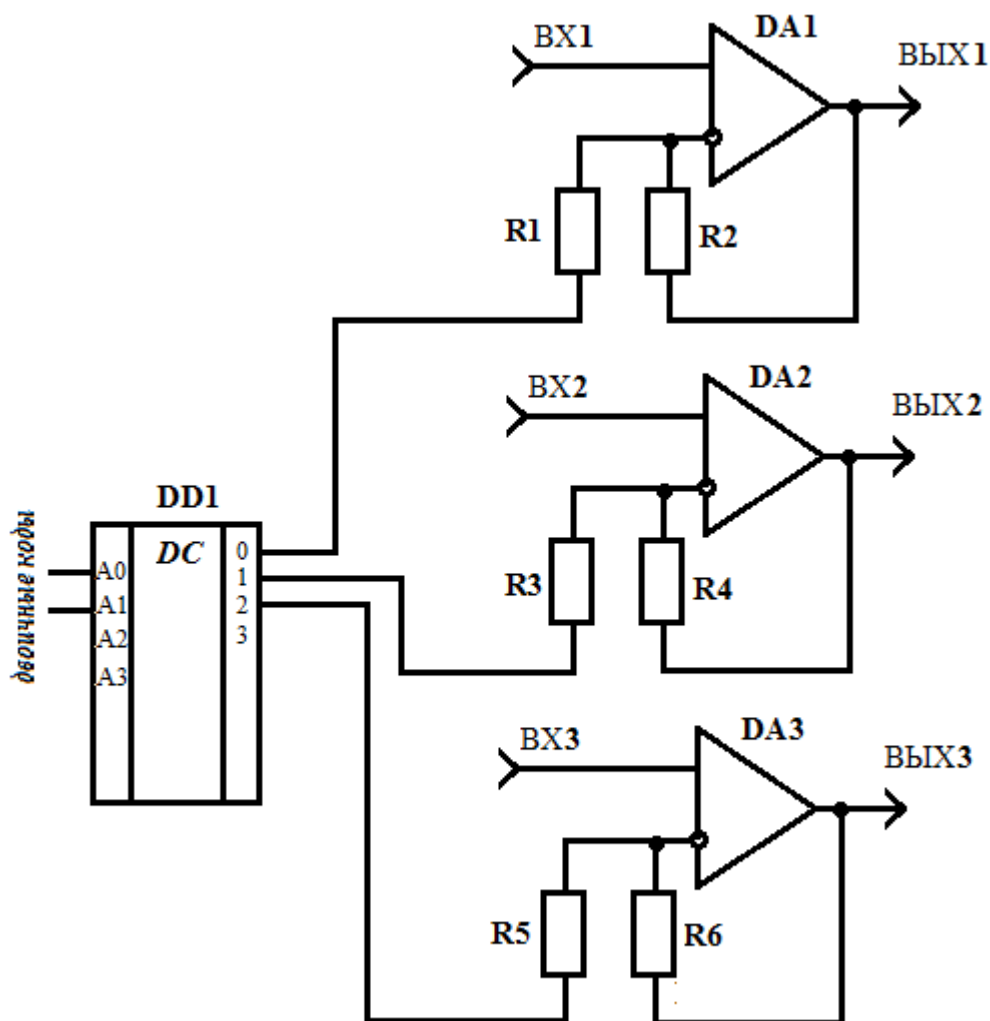 DA1
ВХ1
ВЫХ1
R1
R2
DA2
ВХ2
ВЫХ2
R3
R4
DD1
DC
двоичные коды
A0
A1
A2
A3
0
1
2
3
DA3
ВХ3
ВЫХ3
R5
R6